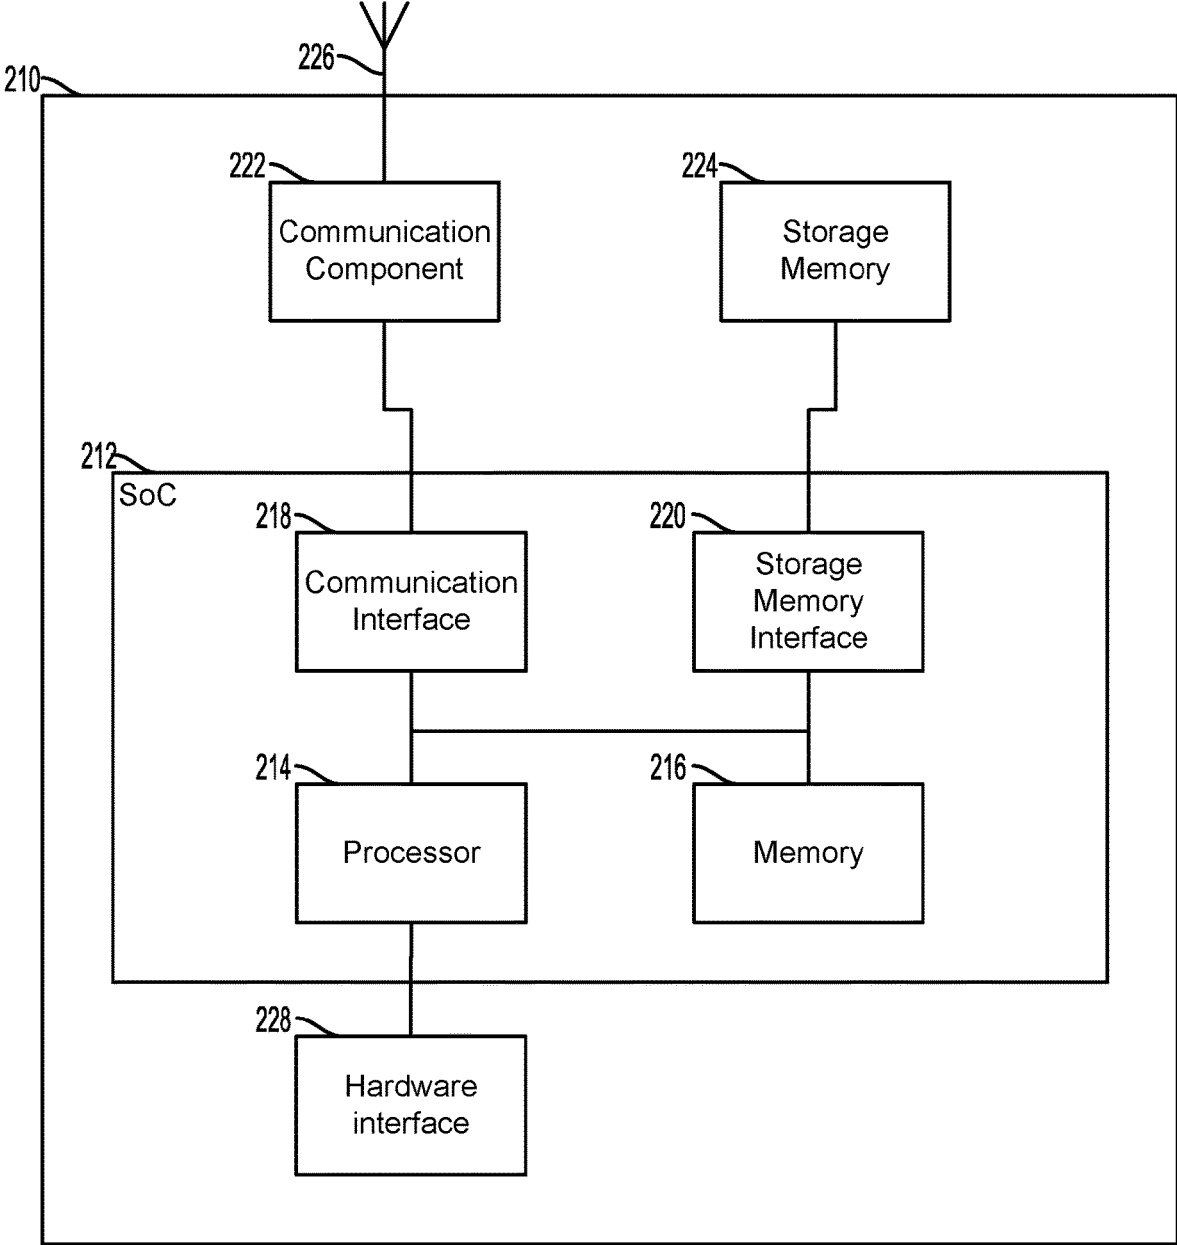 226
210
222
224
Communication
Component
Storage
Memory
212
SoC
218
220
Communication
Interface
Storage
Memory
Interface
214
216
Processor
Memory
228
Hardware
interface